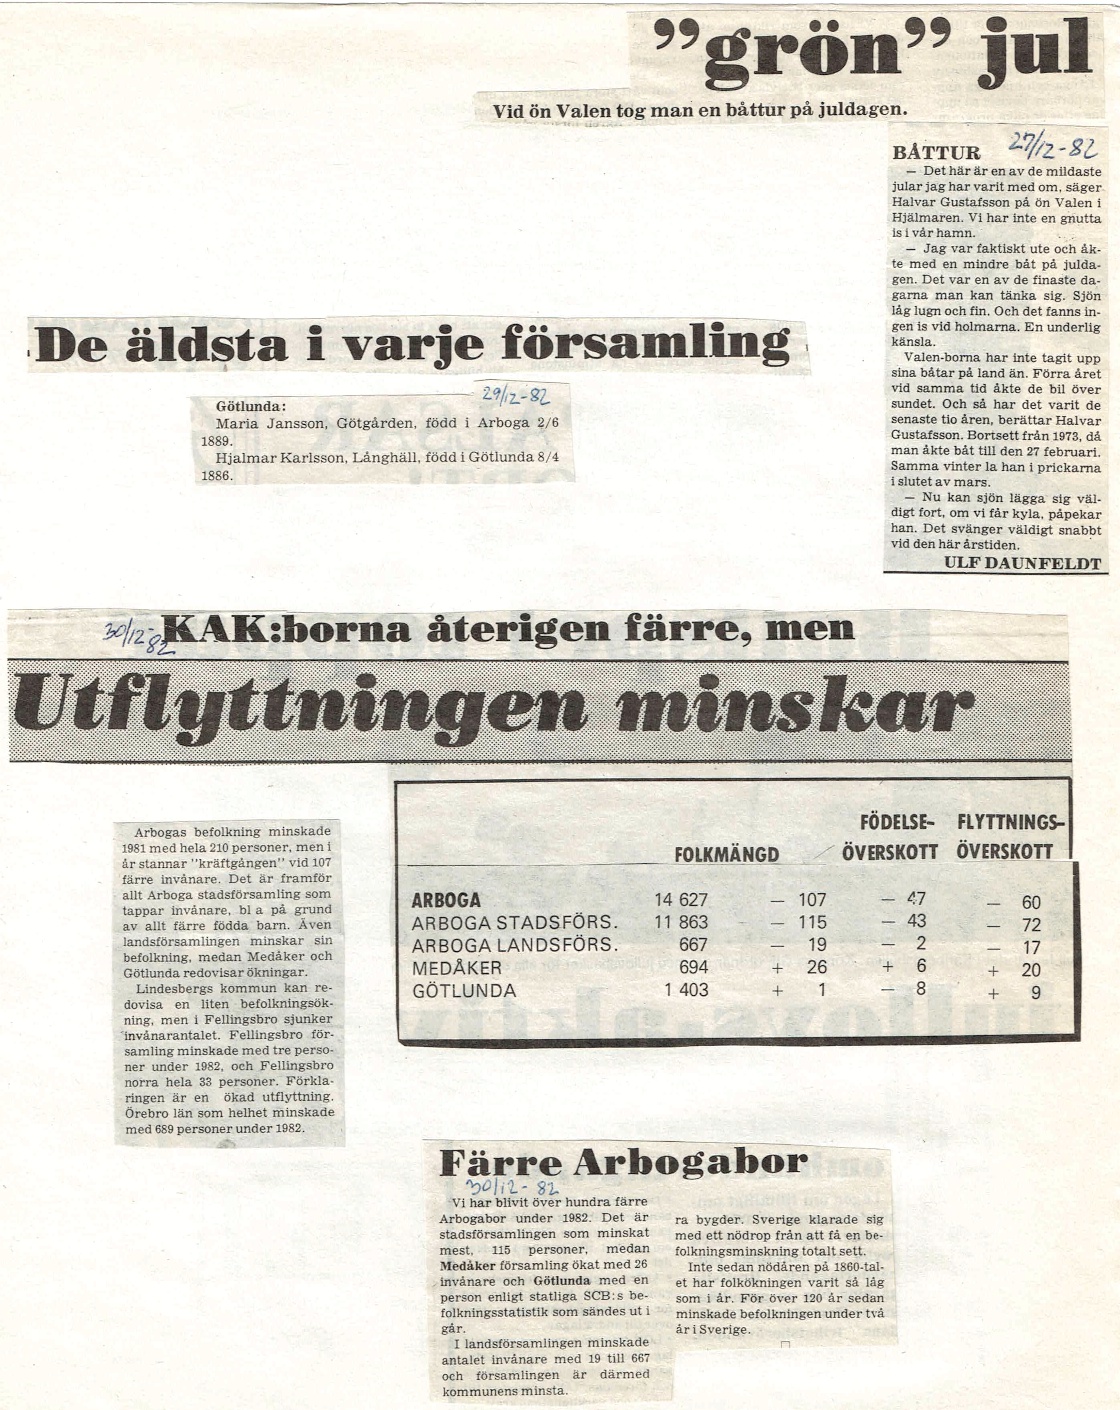 ”grön” jul
Vid ön Valen tog man en båttur på juldagen.
27/12-82
BÅTTUR
— Det här är en av de mildaste
jular jag har varit med om, säger
Halvar Gustafsson på ön Valen i
Hjälmaren. Vi har inte en gnutta
is i vår hamn.
— Jag var faktiskt ute och åk-
te med en mindre båt på julda-
gen. Det var en av de finaste da-
garna man kan tänka sig. Sjön
låg lugn och fin. Och det fanns in-
gen is vid holmarna. En underlig
känsla.
Valen-borna har inte tagit upp
sina båtar på land än. Förra året
vid samma tid åkte de bil över
sundet. Och så har det varit de
senaste tio åren, berättar Halvar
Gustafsson. Bortsett från 1973, då
man åkte båt till den 27 februari.
Samma vinter la han i prickarna
i slutet av mars.
— Nu kan sjön lägga sig väl-
digt fort, om vi får kyla, påpekar
han. Det svänger väldigt snabbt
vid den här årstiden.
ULF DAUNFELDT
De äldsta i varje församling
29/12-82
Götlunda:
Maria Jansson, Götgården, född i Arboga 2/6
1889.
Hjalmar Karlsson, Långhäll, född i Götlunda 8/4
1886.
30/12-82
KAK:borna återigen färre, men
Utflyttningen minskar
Arbogas befolkning minskade
1981 med hela 210 personer, men i
år stannar ”kräftgången” vid 107
färre invånare. Det är framför
allt Arboga stadsförsamling som
tappar invånare, bl a på grund
av allt färre födda barn. Även
landsförsamlingen minskar sin
befolkning, medan Medåker och
Götlunda redovisar ökningar.
Lindesbergs kommun kan re-
dovisa en liten befolkningsök-
ning, men i Fellingsbro sjunker
invånarantalet. Fellingsbro för-
samling minskade med tre perso-
ner under 1982, och Fellingsbro
norra hela 33 personer. Förkla-
ringen är en ökad utflyttning.
Örebro län som helhet minskade
med 689 personer under 1982.
FÖDELSE- FLYTTNINGS-
FOLKMÄNGD ÖVERSKOTT ÖVERSKOTT
ARBOGA 14 627 — 107 — 47 — 60
ARBOGA STADSFÖRS. 11 863 — 115 — 43 — 72
ARBOGA LANDSFÖRS. 667 — 19 — 2 — 17
MEDÅKER 694 + 26 + 6 + 20
GÖTLUNDA 1 403 + 1 — 8 + 9
Färre Arbogabor
30/12-82
Vi har blivit över hundra färre
Arbogabor under 1982. Det är
stadsförsamlingen som minskat
mest, 115 personer, medan
Medåker församling ökat med 26
invånare och Götlunda med en
person enligt statliga SCB:s be-
folkningsstatistik som sändes ut i
går.
I landsförsamlingen minskade
antalet invånare med 19 till 667
och församlingen är därmed
kommunens minsta.
ra bygder. Sverige klarade sig
med ett nödrop från att få en be-
folkningsminskning totalt sett.
Inte sedan nödåren på 1860-tal-
et har folkökningen varit så låg
som i år. För över 120 år sedan
minskade befolkningen under två
år i Sverige.